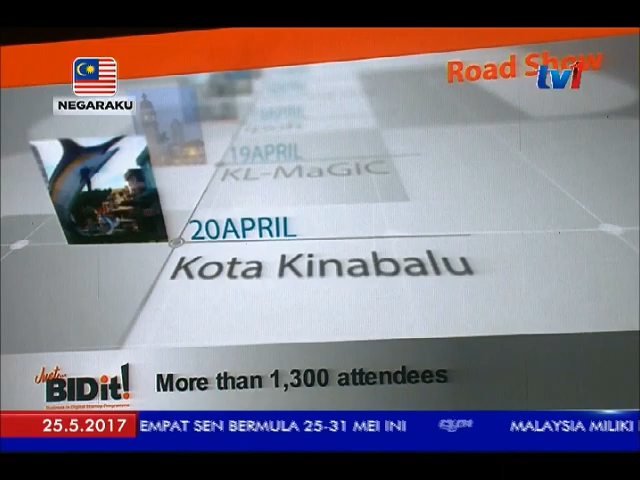 Road Show
tv1
NEGARAKU
19APRIL
KL-MaGIC
20APRIL
Kota Kinabalu
Just...
BIDit!
More than 1,300 attendees
25.5.2017 EMPAT SEN BERMULA 25-31 MEI INI MALAYSIA MILIKI